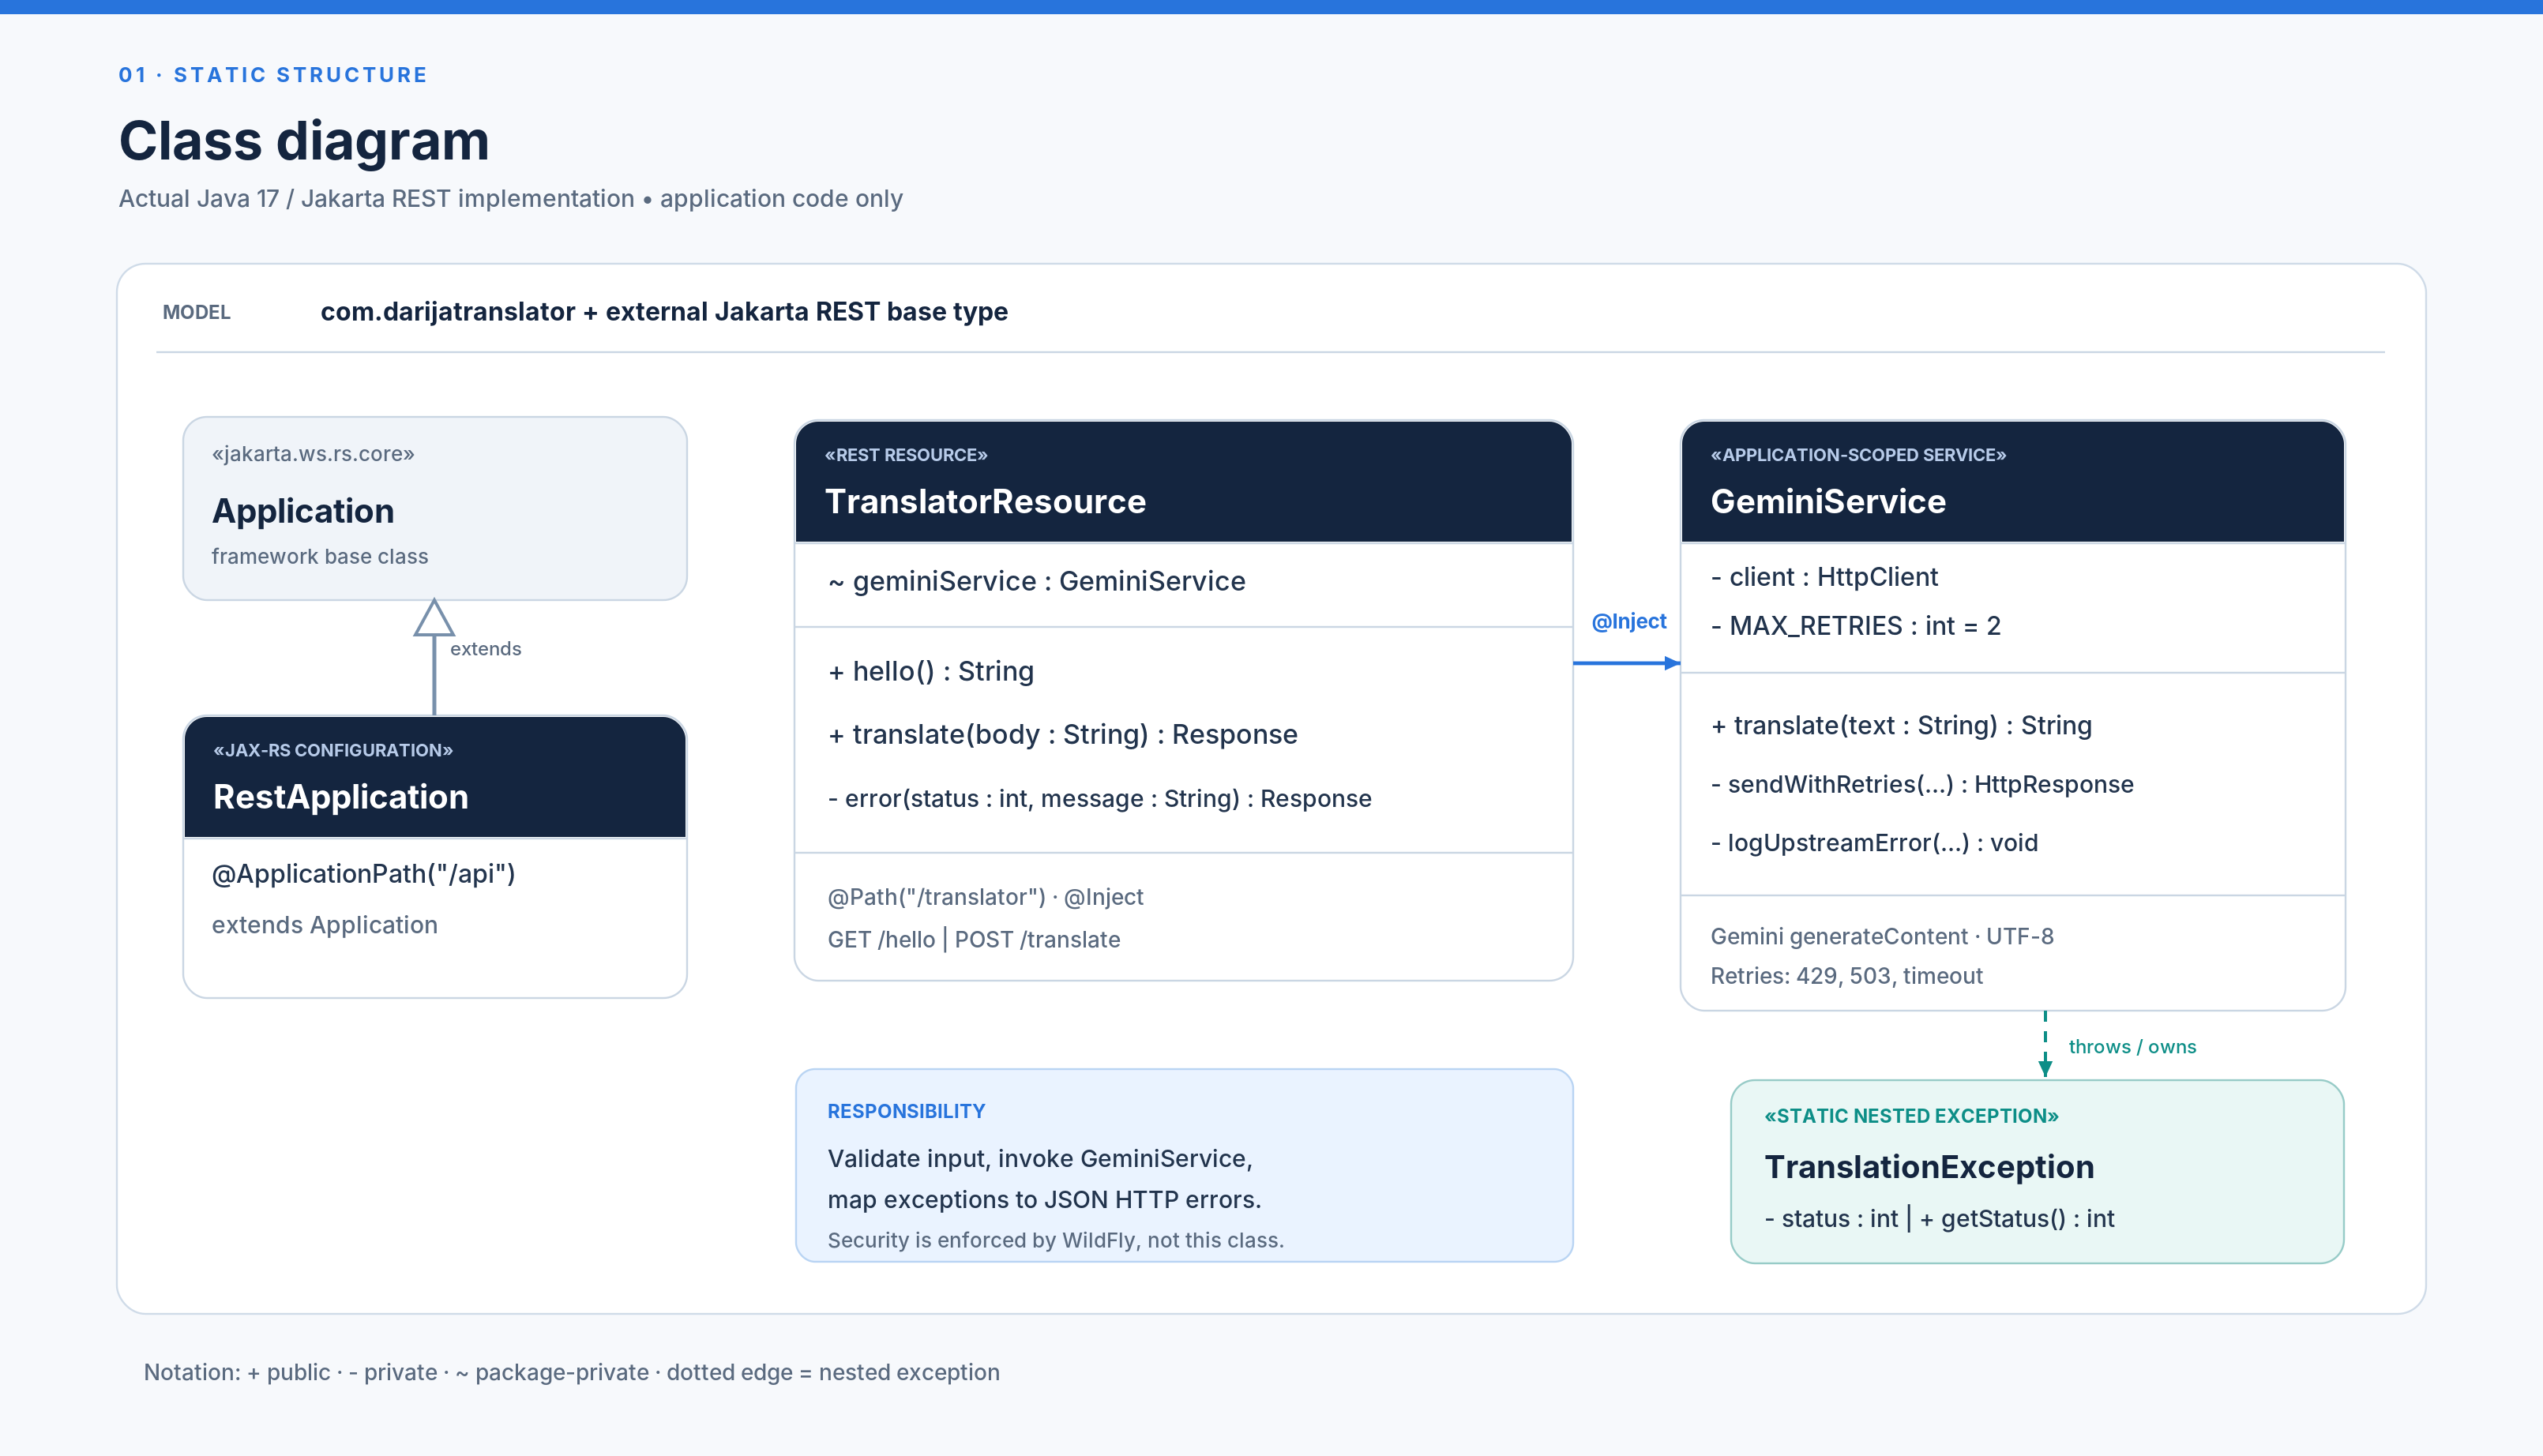 01 · STATIC STRUCTURE
Class diagram
Actual Java 17 / Jakarta REST implementation • application code only
MODEL com.darijatranslator + external Jakarta REST base type
«jakarta.ws.rs.core»
Application
framework base class
extends
«JAX-RS CONFIGURATION»
RestApplication
@ApplicationPath("/api")
extends Application
«REST RESOURCE»
TranslatorResource
~ geminiService : GeminiService
+ hello() : String
+ translate(body : String) : Response
- error(status : int, message : String) : Response
@Path("/translator") · @Inject
GET /hello | POST /translate
@Inject
«APPLICATION-SCOPED SERVICE»
GeminiService
- client : HttpClient
- MAX_RETRIES : int = 2
+ translate(text : String) : String
- sendWithRetries(...) : HttpResponse
- logUpstreamError(...) : void
Gemini generateContent · UTF-8
Retries: 429, 503, timeout
throws / owns
RESPONSIBILITY
Validate input, invoke GeminiService,
map exceptions to JSON HTTP errors.
Security is enforced by WildFly, not this class.
«STATIC NESTED EXCEPTION»
TranslationException
- status : int | + getStatus() : int
Notation: + public · - private · ~ package-private · dotted edge = nested exception